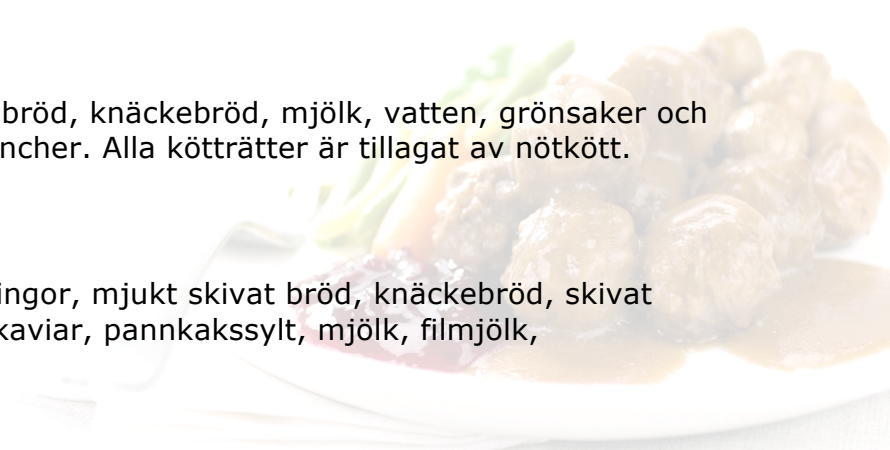 bröd, knäckebröd, mjölk, vatten, grönsaker och
ncher. Alla kötträtter är tillagat av nötkött.
ingor, mjukt skivat bröd, knäckebröd, skivat
kaviar, pannkakssylt, mjölk, filmjölk,